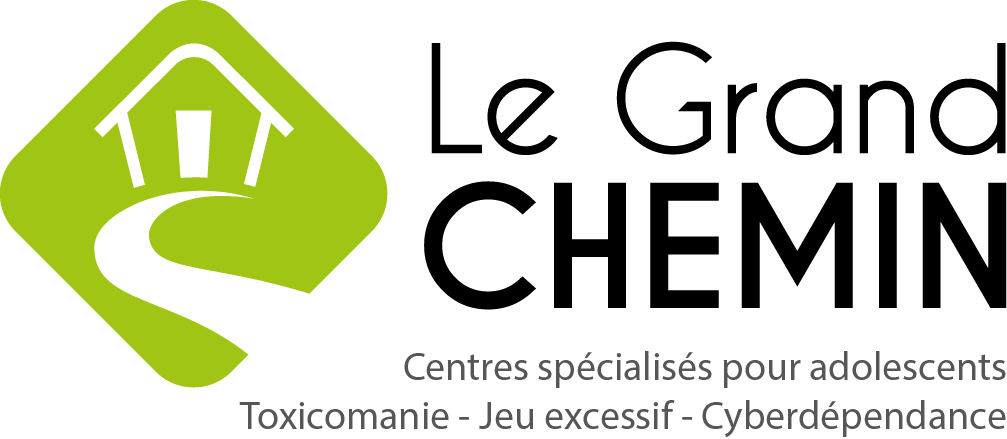 Le Grand
CHEMIN
Centres spécialisés pour adolescents
Toxicomanie - Jeu excessif - Cyberdépendance